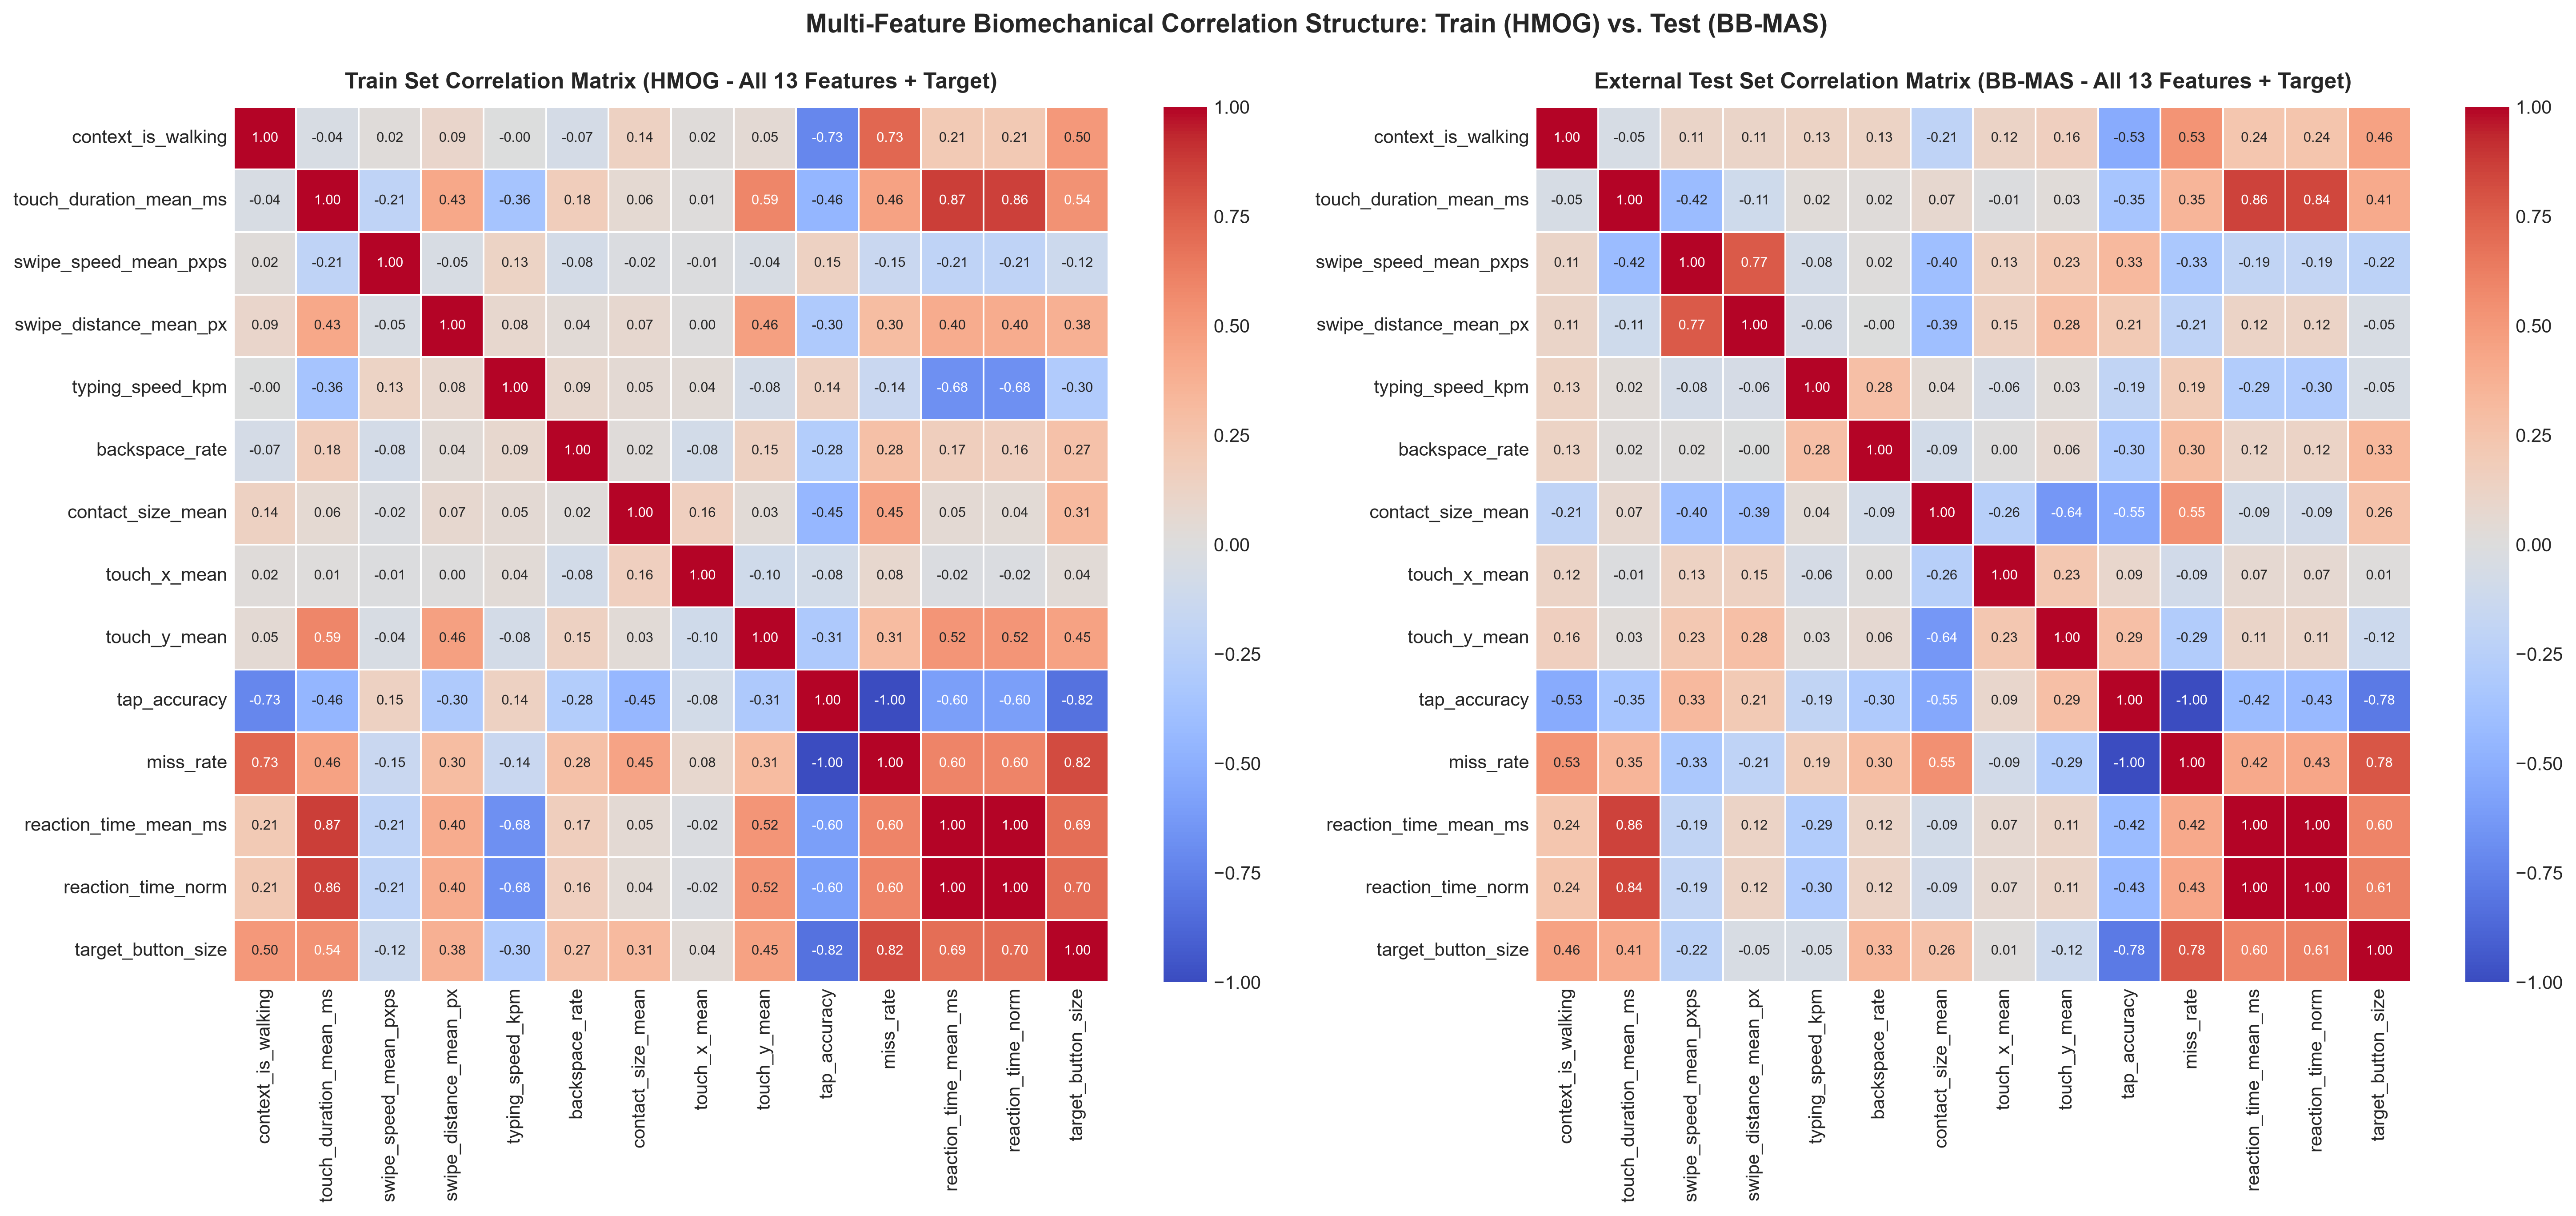 Multi-Feature Biomechanical Correlation Structure: Train (HMOG) vs. Test (BB-MAS)
Train Set Correlation Matrix (HMOG - All 13 Features + Target)
context_is_walking 1.00 -0.04 0.02 0.09 -0.00 -0.07 0.14 0.02 0.05 -0.73 0.73 0.21 0.21 0.50
touch_duration_mean_ms -0.04 1.00 -0.21 0.43 -0.36 0.18 0.06 0.01 0.59 -0.46 0.46 0.87 0.86 0.54
swipe_speed_mean_pxps 0.02 -0.21 1.00 -0.05 0.13 -0.08 -0.02 -0.01 -0.04 0.15 -0.15 -0.21 -0.21 -0.12
swipe_distance_mean_px 0.09 0.43 -0.05 1.00 0.08 0.04 0.07 0.00 0.46 -0.30 0.30 0.40 0.40 0.38
typing_speed_kpm -0.00 -0.36 0.13 0.08 1.00 0.09 0.05 0.04 -0.08 0.14 -0.14 -0.68 -0.68 -0.30
backspace_rate -0.07 0.18 -0.08 0.04 0.09 1.00 0.02 -0.08 0.15 -0.28 0.28 0.17 0.16 0.27
contact_size_mean 0.14 0.06 -0.02 0.07 0.05 0.02 1.00 0.16 0.03 -0.45 0.45 0.05 0.04 0.31
touch_x_mean 0.02 0.01 -0.01 0.00 0.04 -0.08 0.16 1.00 -0.10 -0.08 0.08 -0.02 -0.02 0.04
touch_y_mean 0.05 0.59 -0.04 0.46 -0.08 0.15 0.03 -0.10 1.00 -0.31 0.31 0.52 0.52 0.45
tap_accuracy -0.73 -0.46 0.15 -0.30 0.14 -0.28 -0.45 -0.08 -0.31 1.00 -1.00 -0.60 -0.60 -0.82
miss_rate 0.73 0.46 -0.15 0.30 -0.14 0.28 0.45 0.08 0.31 -1.00 1.00 0.60 0.60 0.82
reaction_time_mean_ms 0.21 0.87 -0.21 0.40 -0.68 0.17 0.05 -0.02 0.52 -0.60 0.60 1.00 1.00 0.69
reaction_time_norm 0.21 0.86 -0.21 0.40 -0.68 0.16 0.04 -0.02 0.52 -0.60 0.60 1.00 1.00 0.70
target_button_size 0.50 0.54 -0.12 0.38 -0.30 0.27 0.31 0.04 0.45 -0.82 0.82 0.69 0.70 1.00
context_is_walking
touch_duration_mean_ms
swipe_speed_mean_pxps
swipe_distance_mean_px
typing_speed_kpm
backspace_rate
contact_size_mean
touch_x_mean
touch_y_mean
tap_accuracy
miss_rate
reaction_time_mean_ms
reaction_time_norm
target_button_size
1.00
0.75
0.50
0.25
0.00
−0.25
−0.50
−0.75
−1.00
External Test Set Correlation Matrix (BB-MAS - All 13 Features + Target)
context_is_walking 1.00 -0.05 0.11 0.11 0.13 0.13 -0.21 0.12 0.16 -0.53 0.53 0.24 0.24 0.46
touch_duration_mean_ms -0.05 1.00 -0.42 -0.11 0.02 0.02 0.07 -0.01 0.03 -0.35 0.35 0.86 0.84 0.41
swipe_speed_mean_pxps 0.11 -0.42 1.00 0.77 -0.08 0.02 -0.40 0.13 0.23 0.33 -0.33 -0.19 -0.19 -0.22
swipe_distance_mean_px 0.11 -0.11 0.77 1.00 -0.06 -0.00 -0.39 0.15 0.28 0.21 -0.21 0.12 0.12 -0.05
typing_speed_kpm 0.13 0.02 -0.08 -0.06 1.00 0.28 0.04 -0.06 0.03 -0.19 0.19 -0.29 -0.30 -0.05
backspace_rate 0.13 0.02 0.02 -0.00 0.28 1.00 -0.09 0.00 0.06 -0.30 0.30 0.12 0.12 0.33
contact_size_mean -0.21 0.07 -0.40 -0.39 0.04 -0.09 1.00 -0.26 -0.64 -0.55 0.55 -0.09 -0.09 0.26
touch_x_mean 0.12 -0.01 0.13 0.15 -0.06 0.00 -0.26 1.00 0.23 0.09 -0.09 0.07 0.07 0.01
touch_y_mean 0.16 0.03 0.23 0.28 0.03 0.06 -0.64 0.23 1.00 0.29 -0.29 0.11 0.11 -0.12
tap_accuracy -0.53 -0.35 0.33 0.21 -0.19 -0.30 -0.55 0.09 0.29 1.00 -1.00 -0.42 -0.43 -0.78
miss_rate 0.53 0.35 -0.33 -0.21 0.19 0.30 0.55 -0.09 -0.29 -1.00 1.00 0.42 0.43 0.78
reaction_time_mean_ms 0.24 0.86 -0.19 0.12 -0.29 0.12 -0.09 0.07 0.11 -0.42 0.42 1.00 1.00 0.60
reaction_time_norm 0.24 0.84 -0.19 0.12 -0.30 0.12 -0.09 0.07 0.11 -0.43 0.43 1.00 1.00 0.61
target_button_size 0.46 0.41 -0.22 -0.05 -0.05 0.33 0.26 0.01 -0.12 -0.78 0.78 0.60 0.61 1.00
context_is_walking
touch_duration_mean_ms
swipe_speed_mean_pxps
swipe_distance_mean_px
typing_speed_kpm
backspace_rate
contact_size_mean
touch_x_mean
touch_y_mean
tap_accuracy
miss_rate
reaction_time_mean_ms
reaction_time_norm
target_button_size
1.00
0.75
0.50
0.25
0.00
−0.25
−0.50
−0.75
−1.00